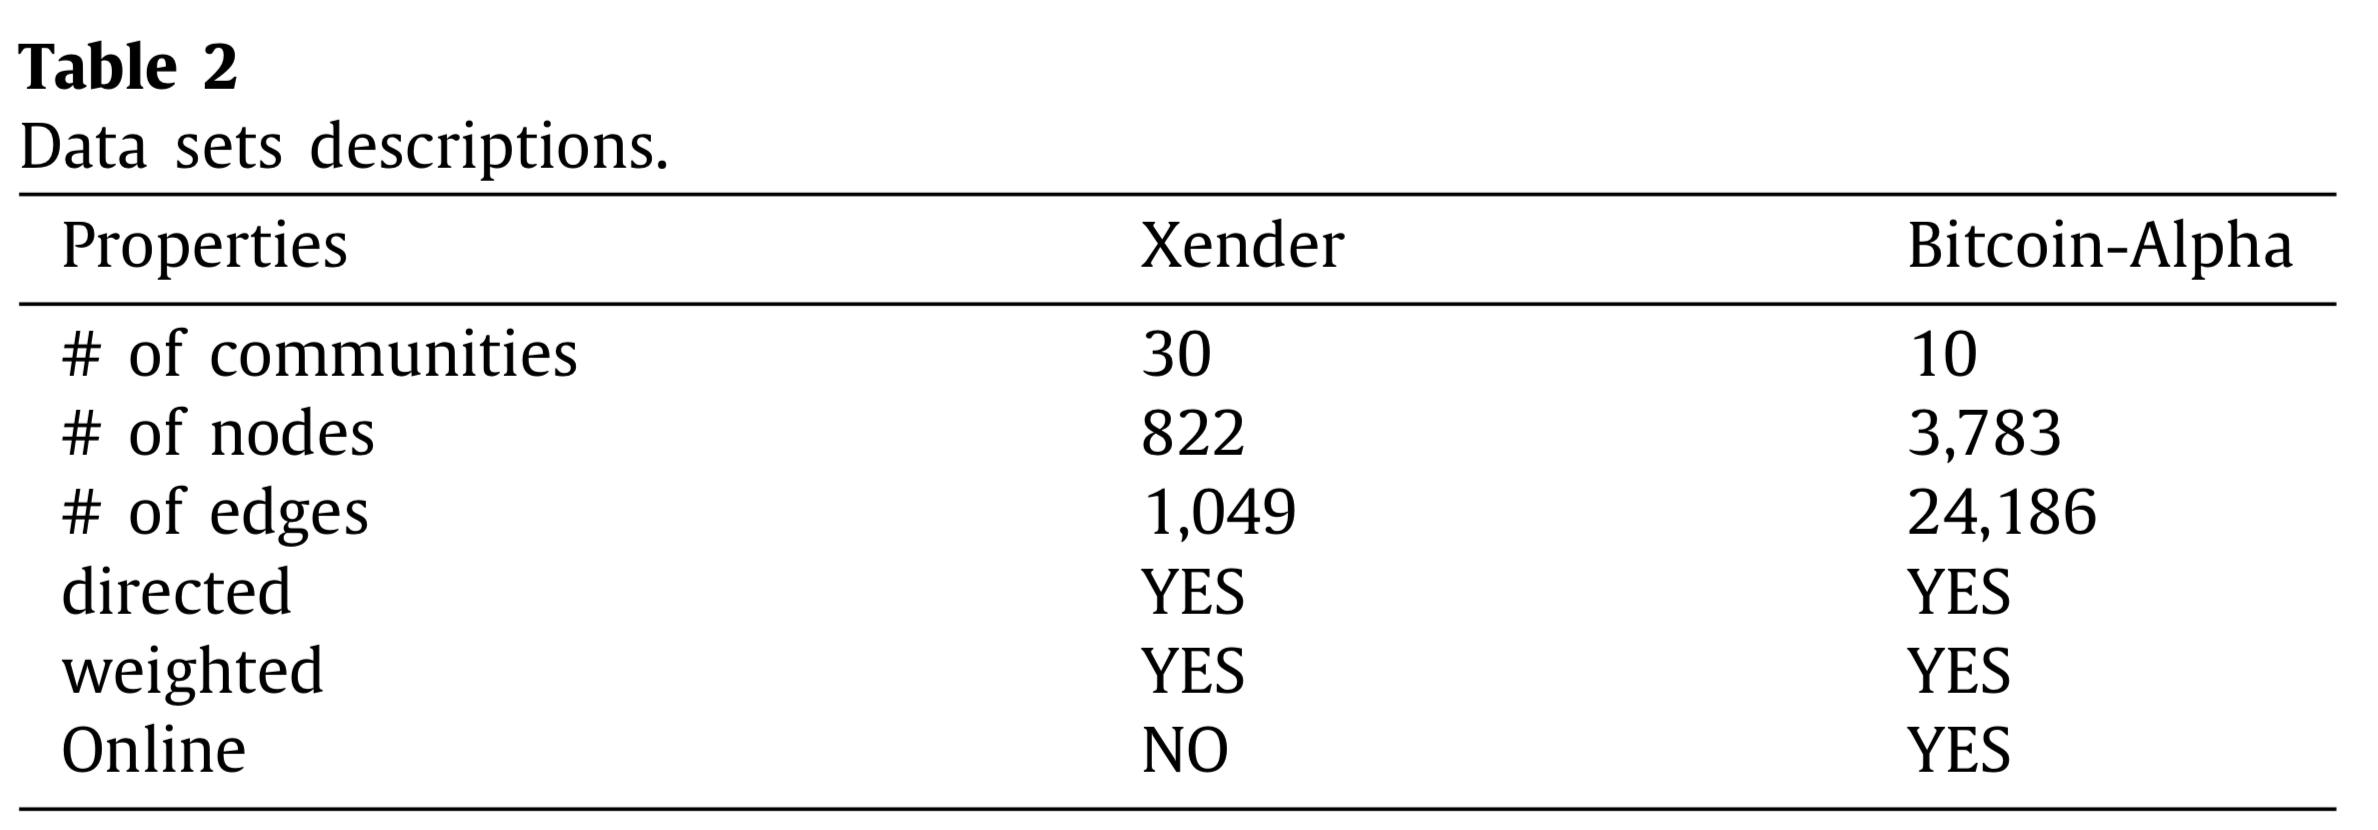 Table 2
Data sets descriptions.
Properties Xender Bitcoin-Alpha
# of communities 30 10
# of nodes 822 3,783
# of edges 1,049 24,186
directed YES YES
weighted YES YES
Online NO YES